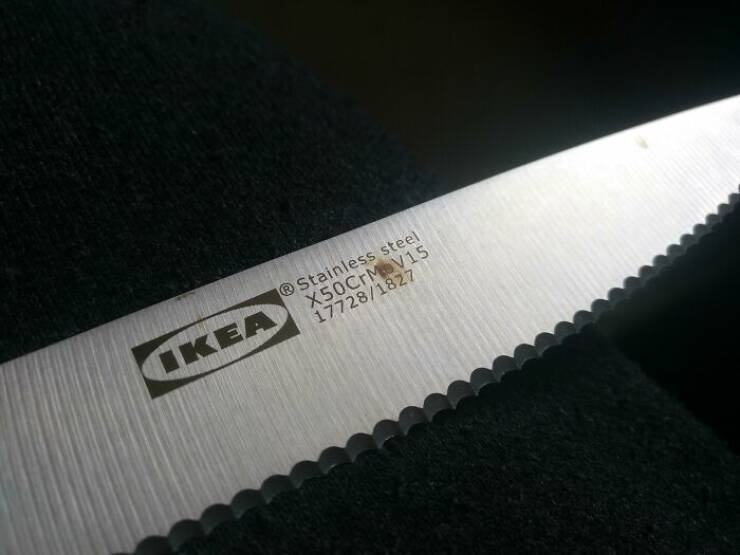 IKEA
®Stainless steel
X50CrMoV15
17728/1827